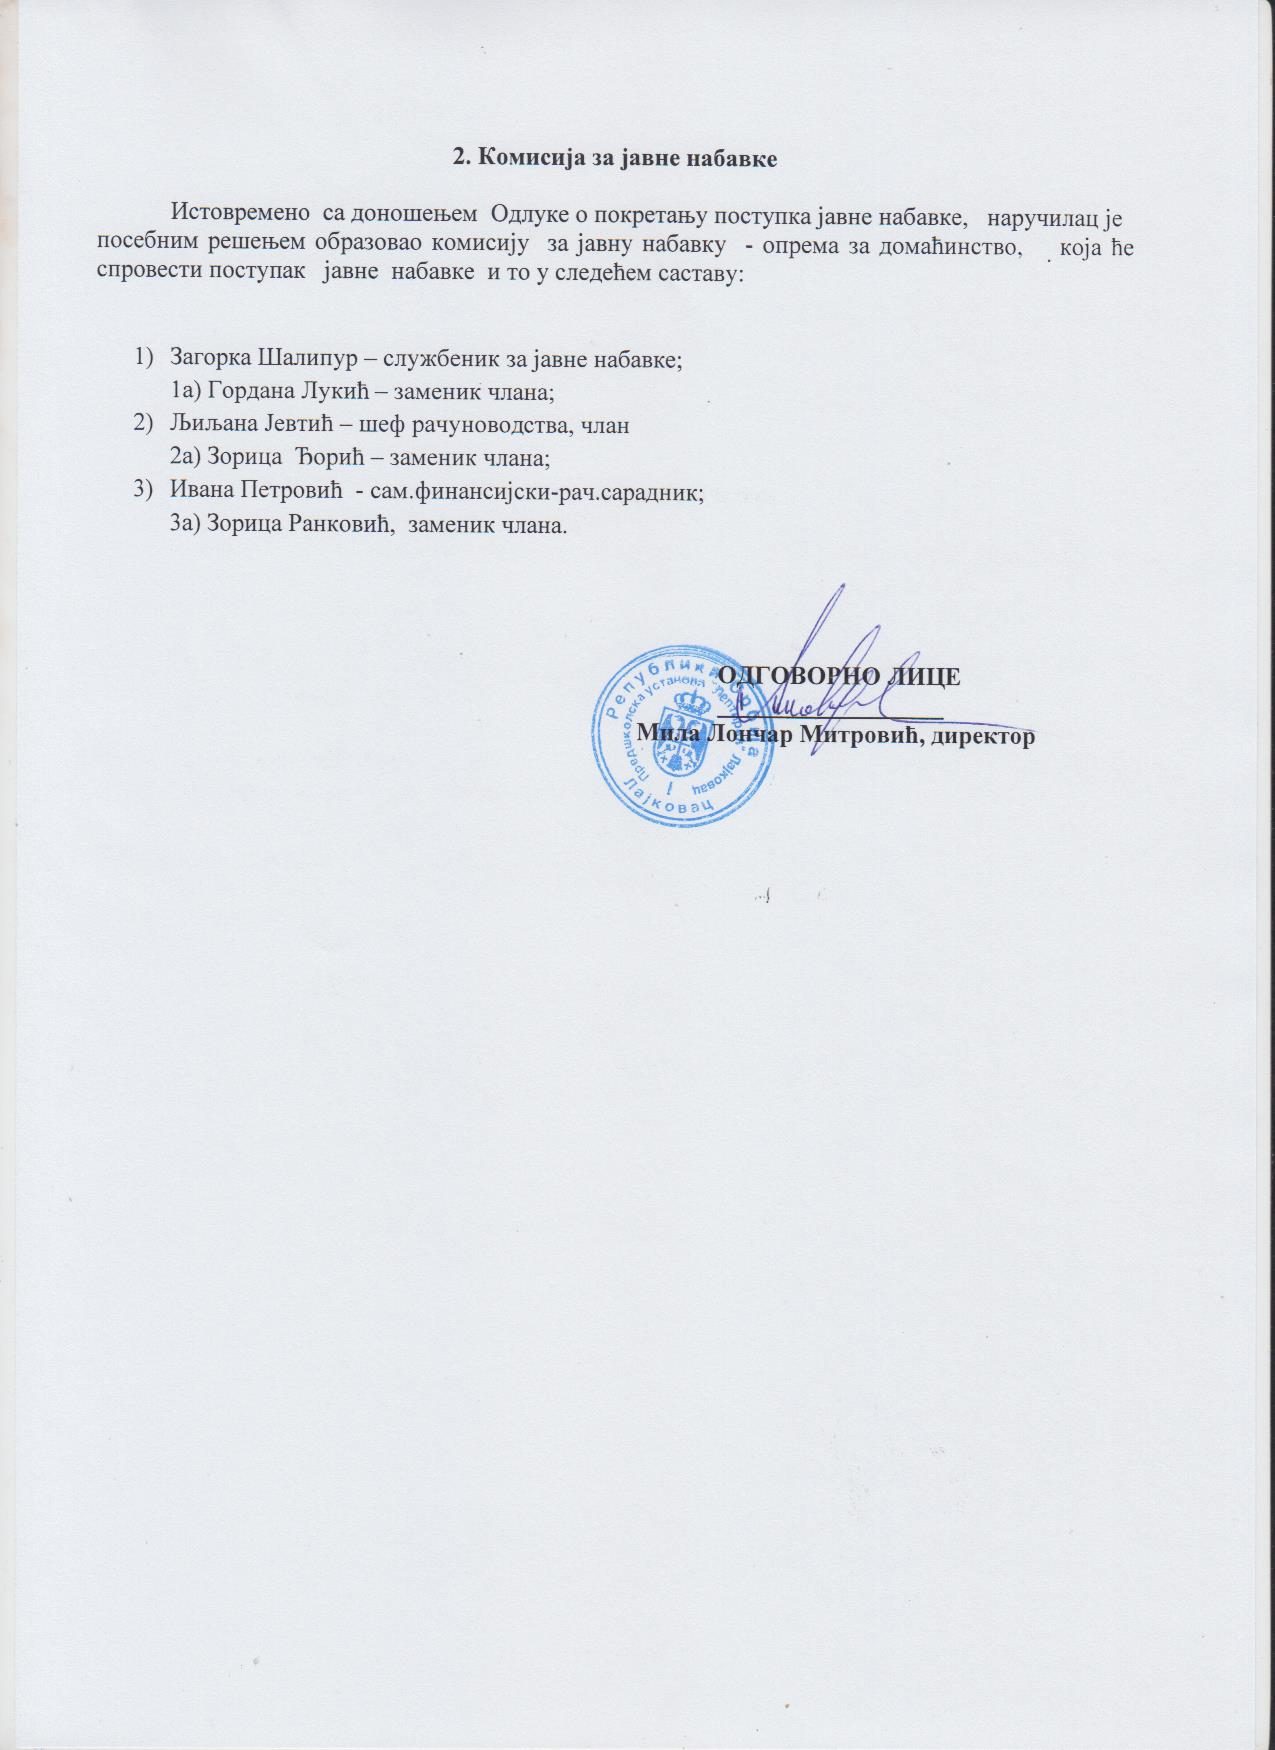 2. Комисија за јавне набавке
Истовремено са доношењем Одлуке о покретању поступка јавне набавке, наручилац је
посебним решењем образовао комисију за јавну набавку - опрема за домаћинство, која ће
спровести поступак јавне набавке и то у следећем саставу:
1) Загорка Шалипур – службеник за јавне набавке;
1а) Гордана Лукић – заменик члана;
2) Љиљана Јевтић – шеф рачуноводства, члан
2а) Зорица Ђорић – заменик члана;
3) Ивана Петровић - сам.финансијски-рач.сарадник;
3а) Зорица Ранковић, заменик члана.
ОДГОВОРНО ЛИЦЕ
Мила Лончар Митровић, директор
Република Србија
Предшколска установа "Лептирић" Лајковац
I
Лајковац